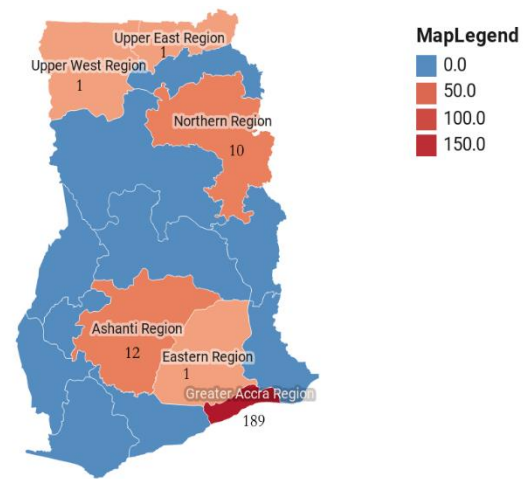 Upper East Region
1
Upper West Region
1
Northern Region
10
Ashanti Region
12
Eastern Region
1
Greater Accra Region
189
MapLegend
0.0
50.0
100.0
150.0